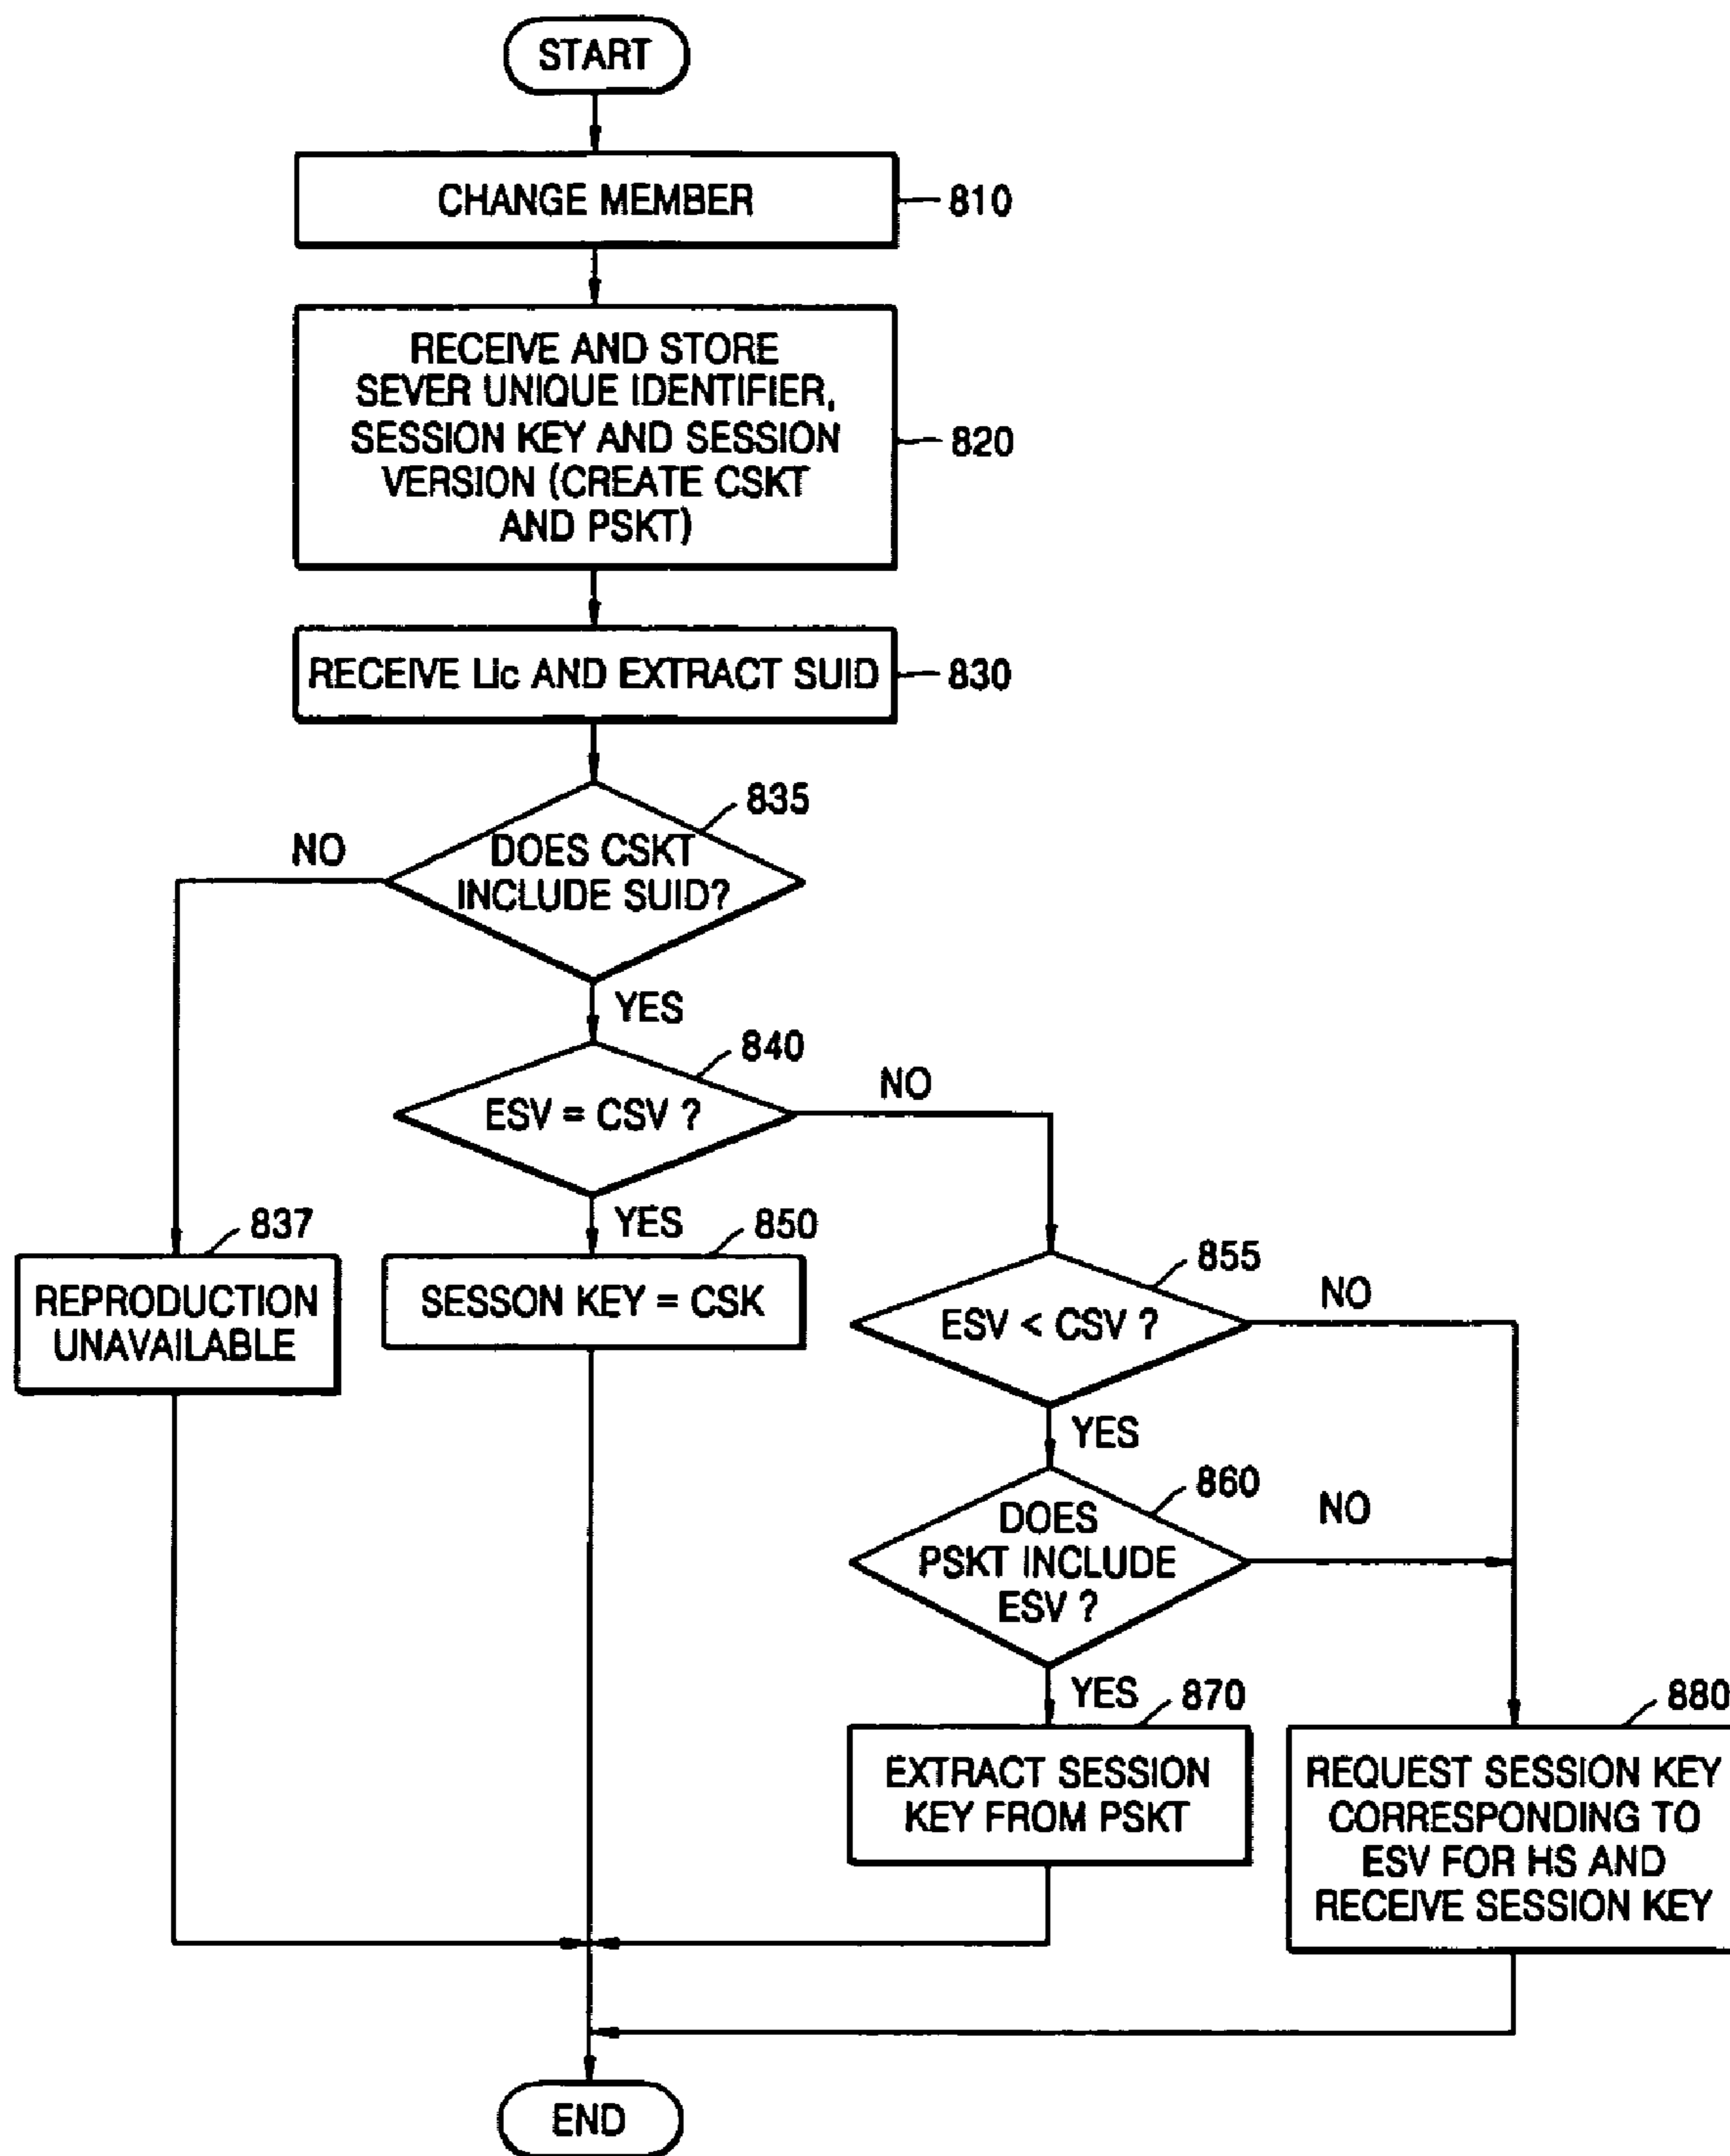 START
CHANGE MEMBER
810
RECEIVE AND STORE
SEVER UNIQUE IDENTIFIER,
SESSION KEY AND SESSION
VERSION (CREATE CSKT
AND PSKT)
820
RECEIVE Lic AND EXTRACT SUID
830
835
NO
DOES CSKT
INCLUDE SUID?
YES
840
NO
ESV = CSV ?
YES
837
850
855
REPRODUCTION
UNAVAILABLE
SESSON KEY = CSK
ESV < CSV ?
NO
YES
860
DOES
PSKT INCLUDE
ESV ?
NO
YES
870
880
EXTRACT SESSION
KEY FROM PSKT
REQUEST SESSION KEY
CORRESPONDING TO
ESV FOR HS AND
RECEIVE SESSION KEY
END